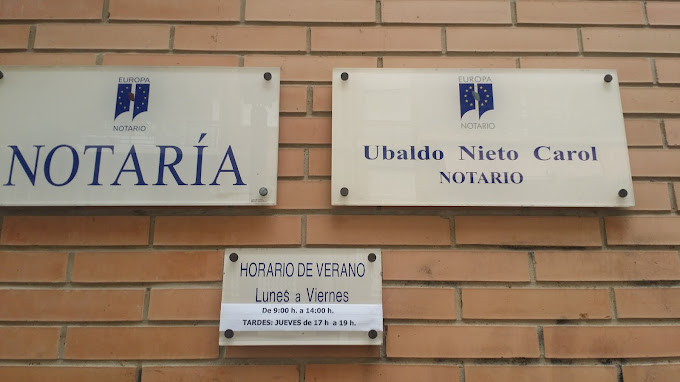 EUROPA
NOTARIO
NOTARÍA
EUROPA
NOTARIO
Ubaldo Nieto Carol
NOTARIO
HORARIO DE VERANO
Lunes a Viernes
De 9:00 h. a 14:00 h.
TARDES: JUEVES de 17 h a 19 h.